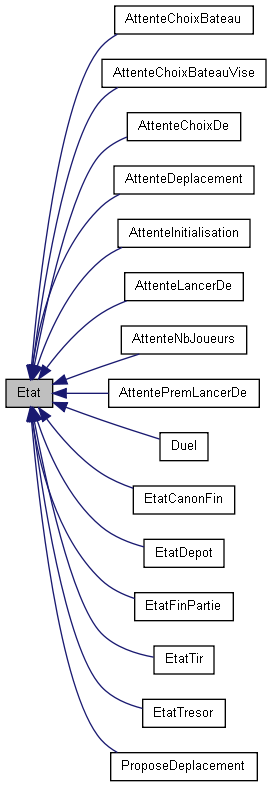 AttenteChoixBateau
AttenteChoixBateauVise
AttenteChoixDe
AttenteDeplacement
AttenteInitialisation
AttenteLancerDe
AttenteNbJoueurs
Etat
AttentePremLancerDe
Duel
EtatCanonFin
EtatDepot
EtatFinPartie
EtatTir
EtatTresor
ProposeDeplacement